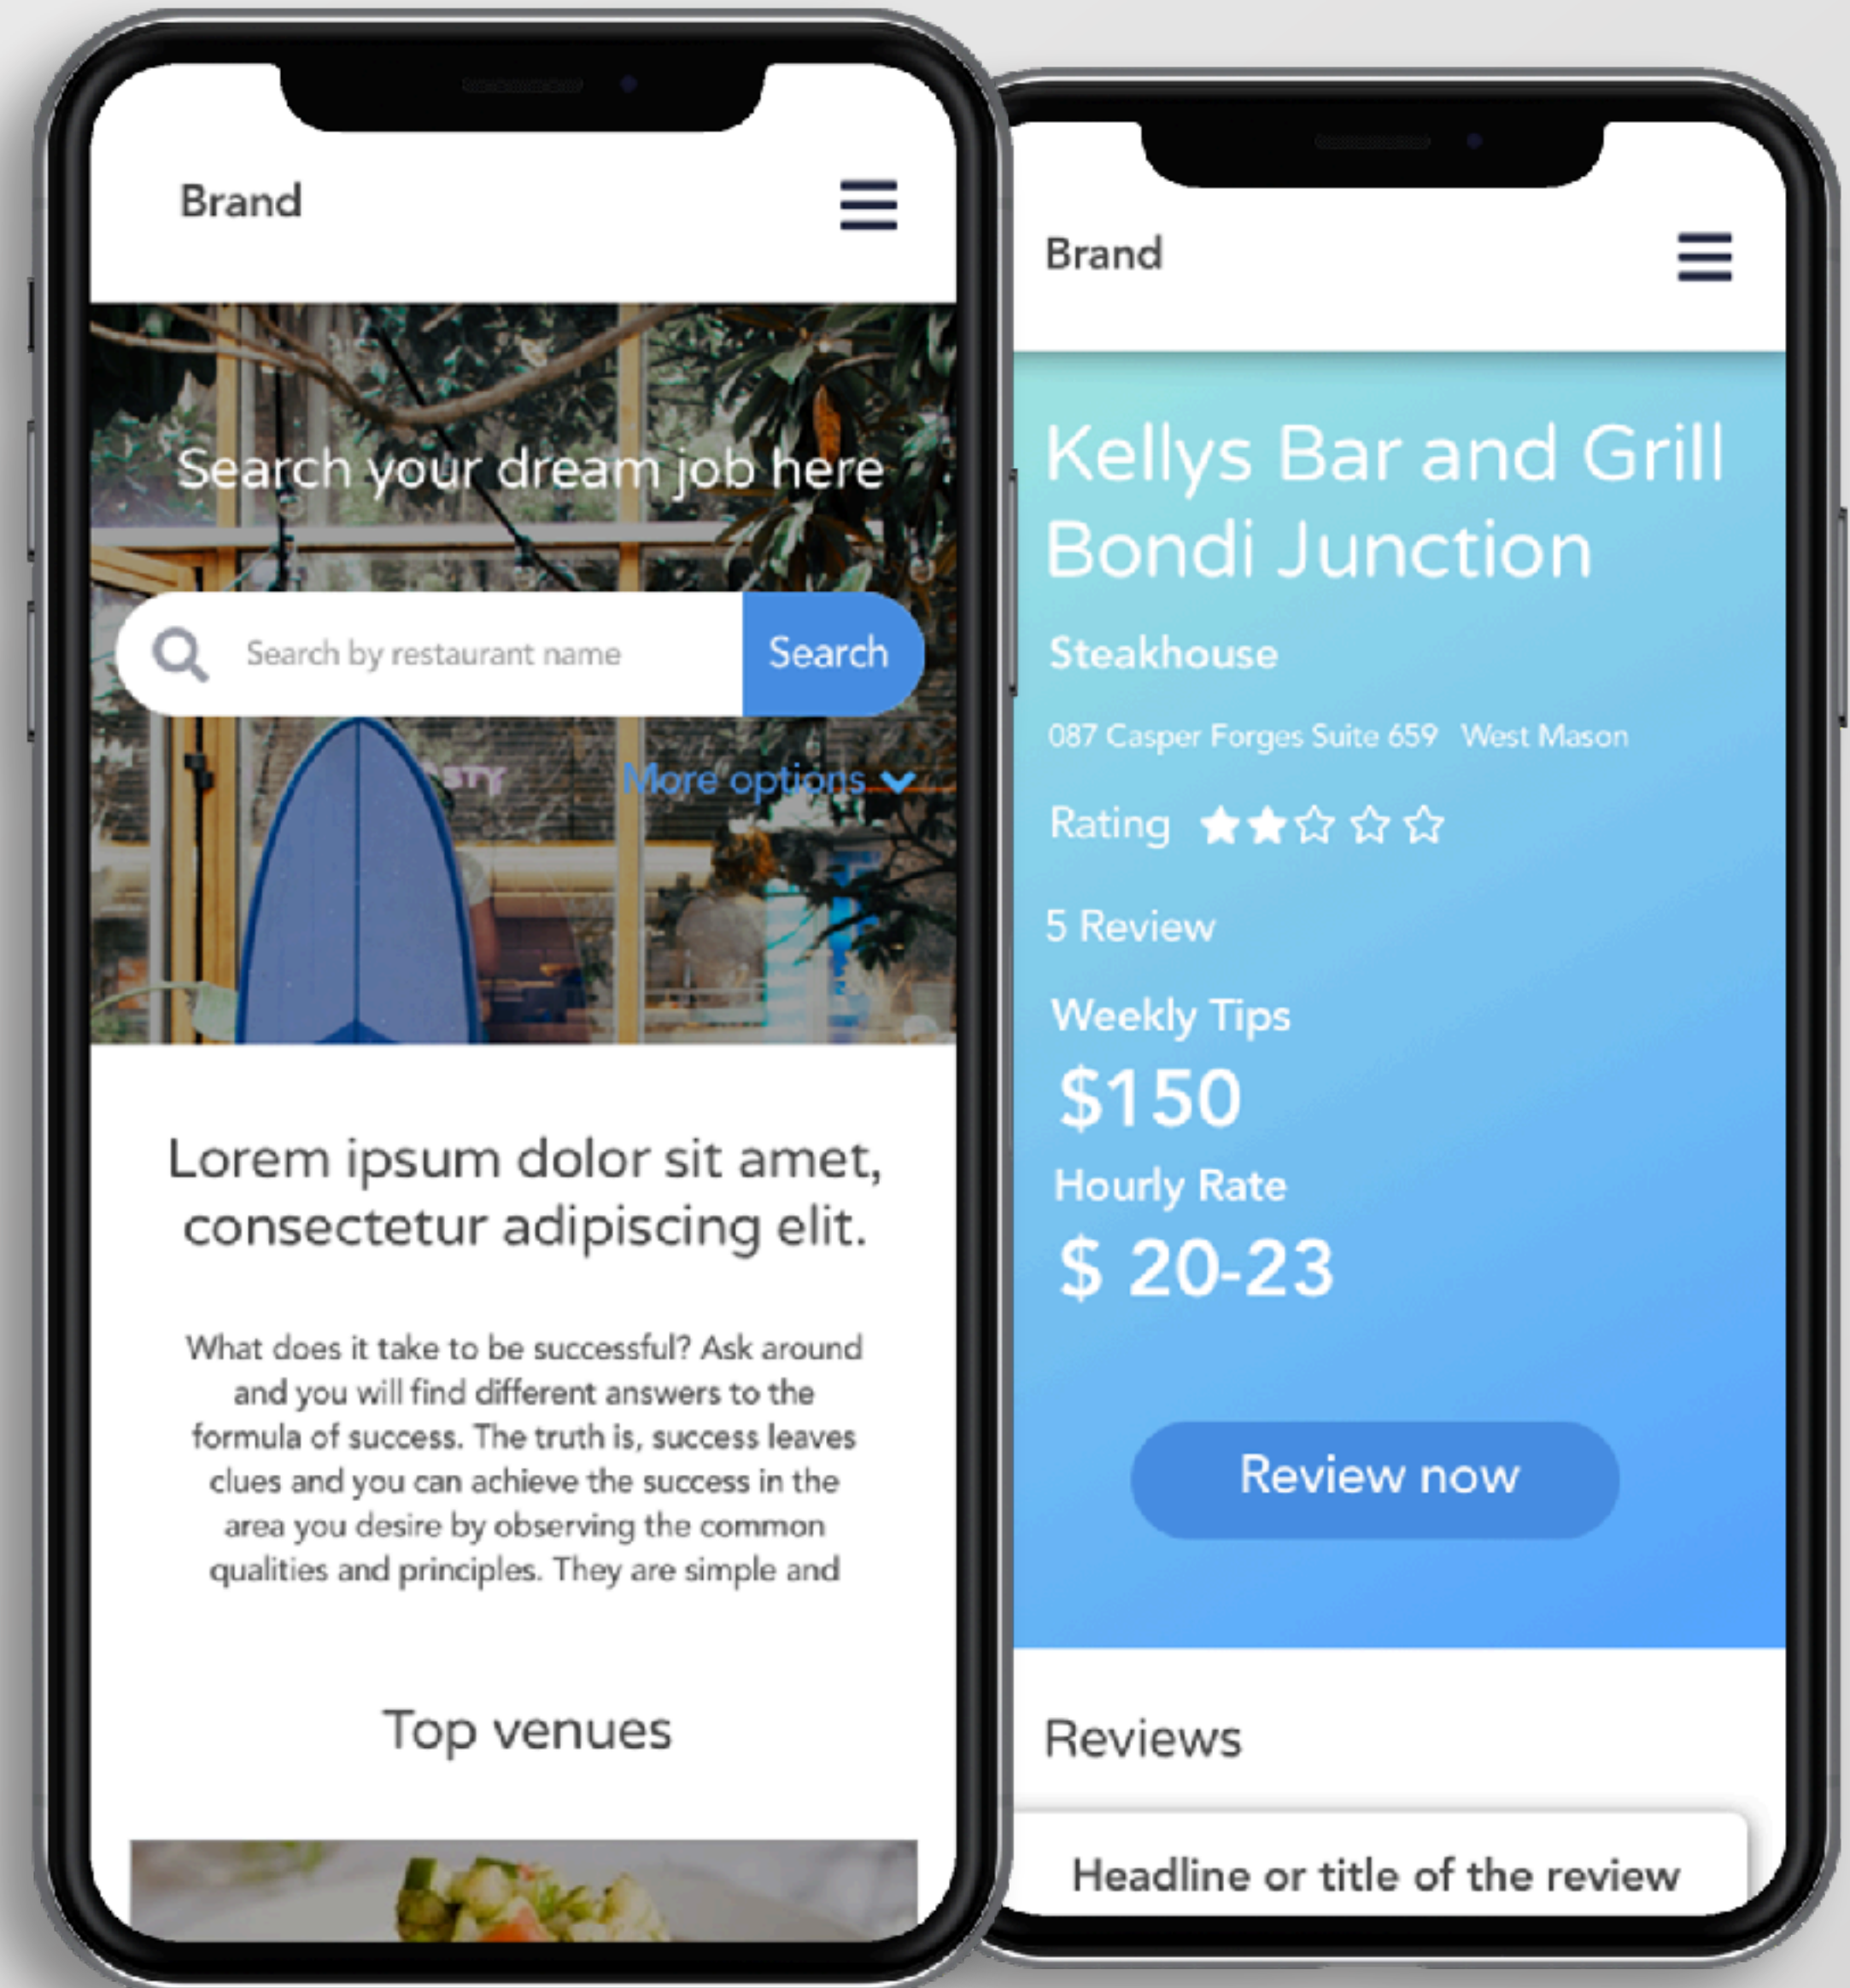 Brand
Search your dream job here
Search by restaurant name Search
STY
More options
Lorem ipsum dolor sit amet,
consectetur adipiscing elit.
What does it take to be successful? Ask around
and you will find different answers to the
formula of success. The truth is, success leaves
clues and you can achieve the success in the
area you desire by observing the common
qualities and principles. They are simple and
Top venues
Brand
Kellys Bar and Grill
Bondi Junction
Steakhouse
087 Casper Forges Suite 659 West Mason
Rating
5 Review
Weekly Tips
$150
Hourly Rate
$ 20-23
Review now
Reviews
Headline or title of the review